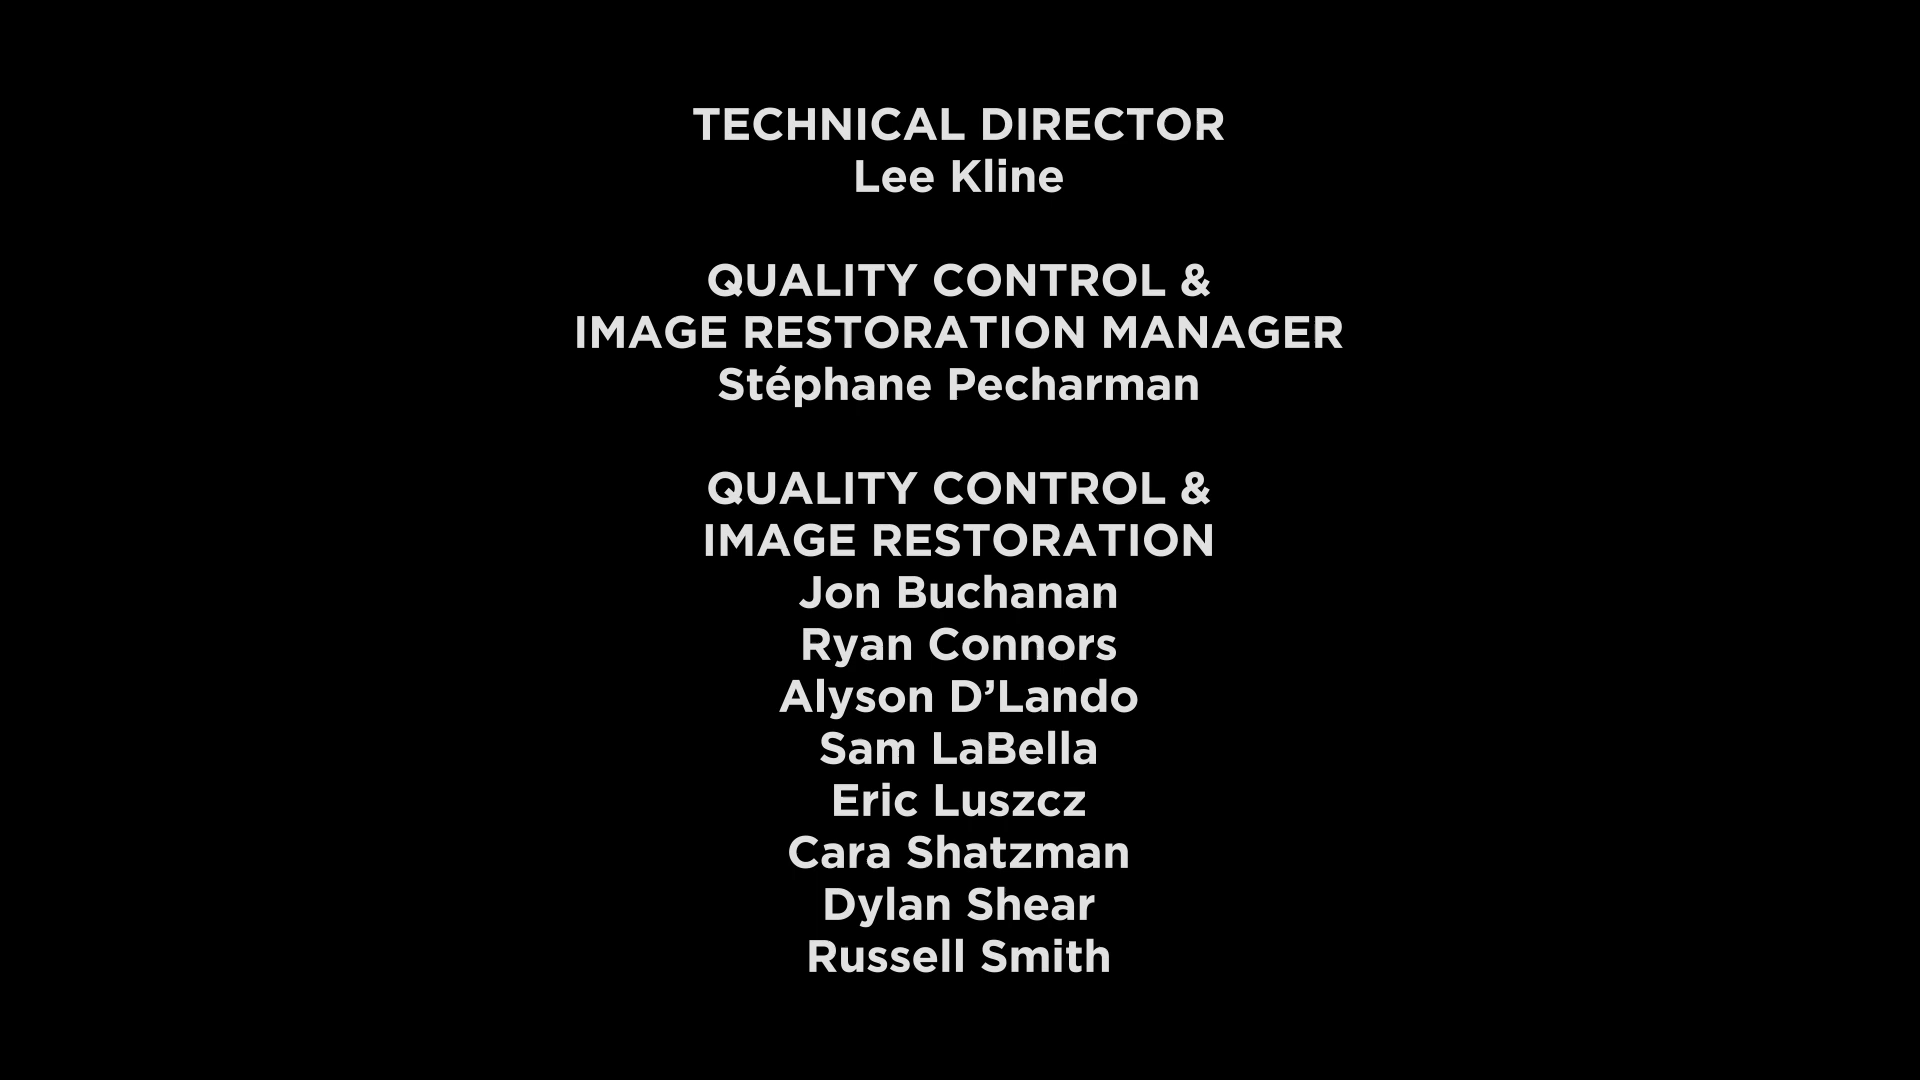 TECHNICAL DIRECTOR
Lee Kline
QUALITY CONTROL &
IMAGE RESTORATION MANAGER
Stéphane Pecharman
QUALITY CONTROL &
IMAGE RESTORATION
Jon Buchanan
Ryan Connors
Alyson D’Lando
Sam LaBella
Eric Luszcz
Cara Shatzman
Dylan Shear
Russell Smith